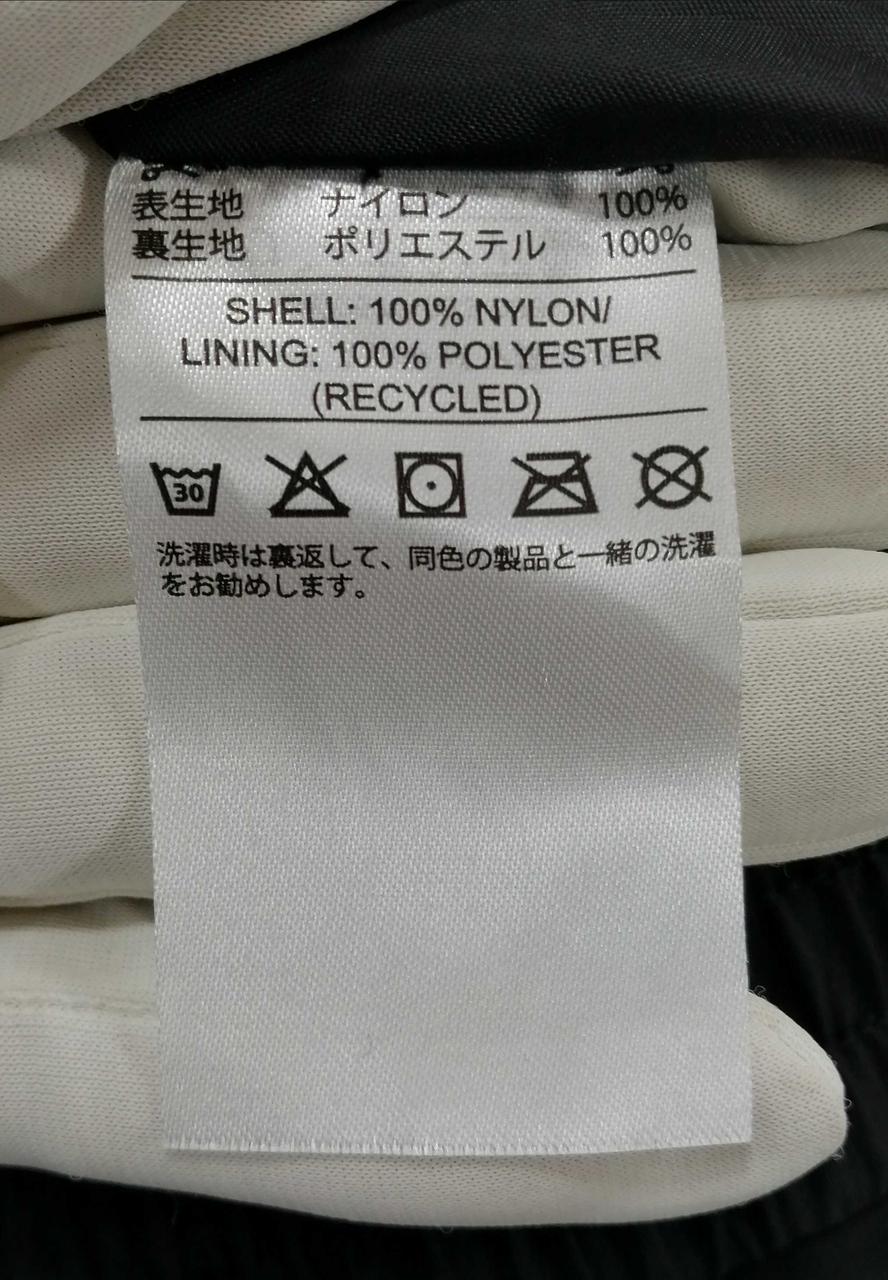 表生地 ナイロン 100%
裏生地 ポリエステル 100%
SHELL: 100% NYLON/
LINING: 100% POLYESTER
(RECYCLED)
30
洗濯時は裏返して、同色の製品と一緒の洗濯
をお勧めします。